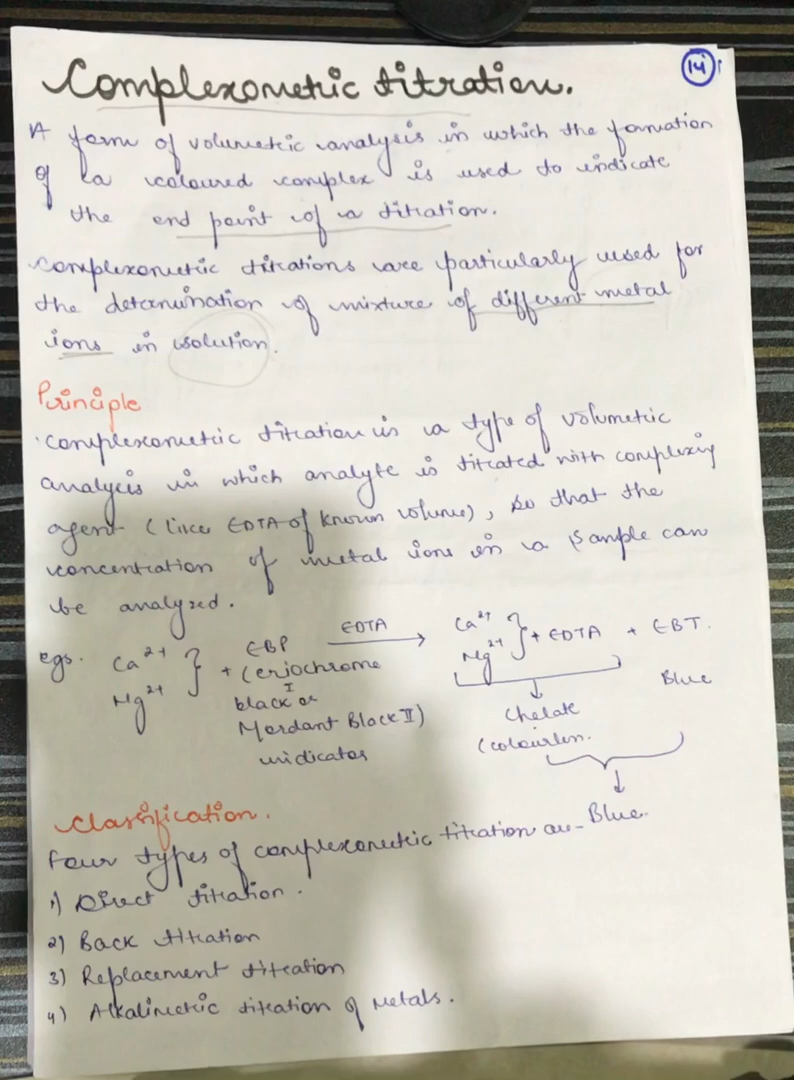 Complexometric titration.
14
A form of volumetric analysis in which the formation
of a coloured complex is used to indicate
the end point of a titration.
complexometric titrations are particularly used for
the determination of mixture of different metal
ions in solution.
Principle
complexometric titration is a type of volumetric
analysis in which analyte is titrated with complexing
agent (like EDTA of known volume), so that the
concentration of metal ions in a sample can
be analyzed.
egs. Ca2+ Mg2+ } + EBP (eriochrome black I or Mordant Black II) indicator EDTA → Ca2+ Mg2+ } + EDTA + EBT.
Chelate
(colourless.
Blue
Blue.
Classification.
Four types of complexometric titration are-
1) Direct titration.
2) Back titration
3) Replacement titration
4) Alkalimetric titration of metals.